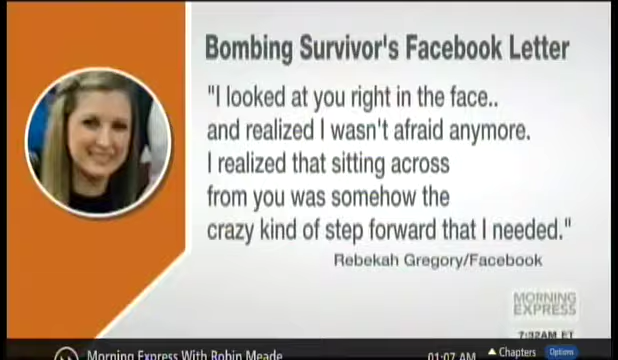 Bombing Survivor's Facebook Letter
"I looked at you right in the face..
and realized I wasn't afraid anymore.
I realized that sitting across
from you was somehow the
crazy kind of step forward that I needed."
Rebekah Gregory/Facebook
MORNING
EXPRESS
7:32AM ET
Morning Express With Robin Meade
01:07 AM
Chapters
Options